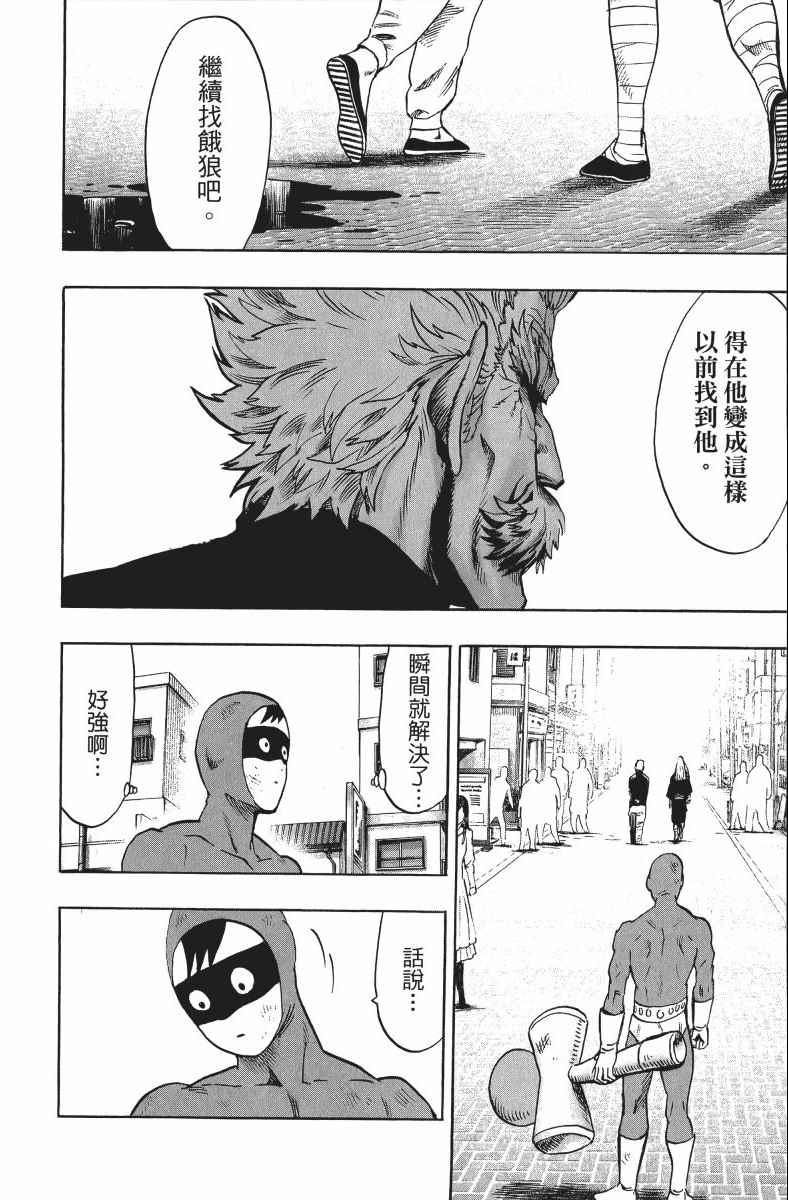 繼續找餓狼吧。
得在他變成這樣
以前找到他。
瞬間就解決了…
好強啊…
話說…